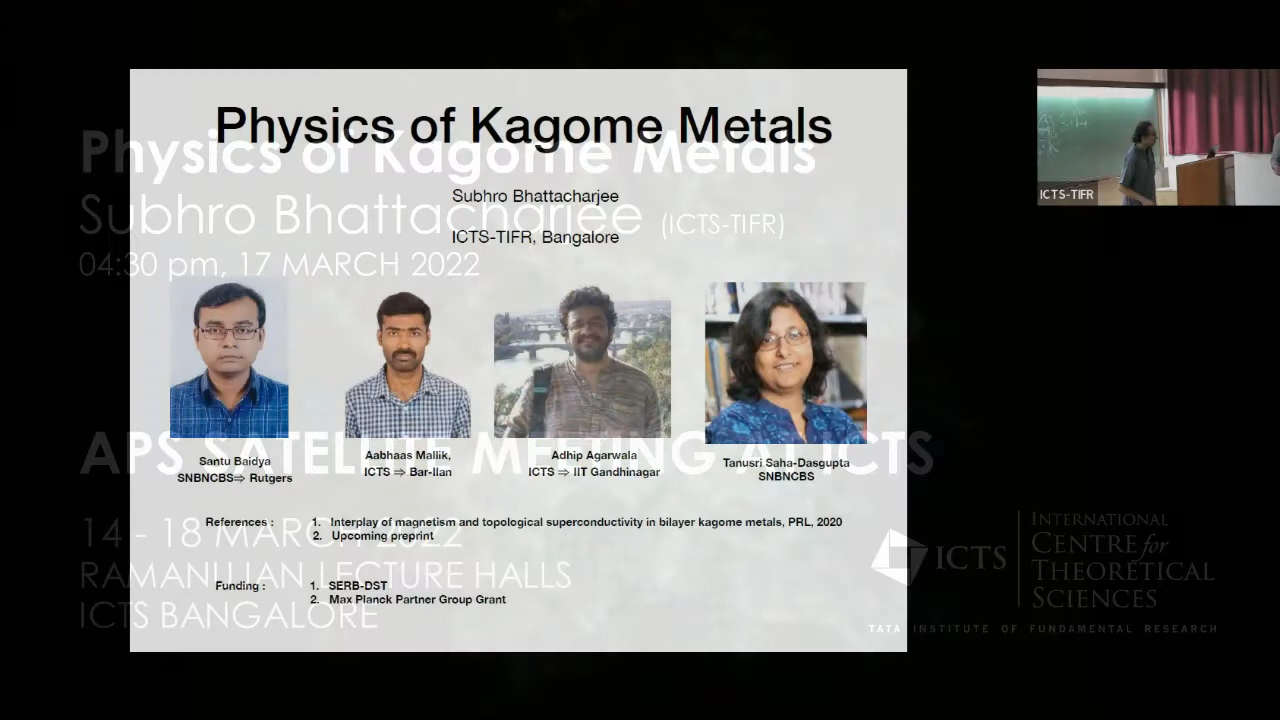 Physics of Kagome Metals
Subhro Bhattacharjee
ICTS-TIFR, Bangalore
Physics of Kagome Metals
Subhro Bhattacharjee (ICTS-TIFR)
04:30 pm, 17 MARCH 2022
ICTS-TIFR
Santu Baidya
SNBNCBS⇒ Rutgers
Aabhaas Mallik,
ICTS ⇒ Bar-Ilan
Adhip Agarwala
ICTS ⇒ IIT Gandhinagar
Tanusri Saha-Dasgupta
SNBNCBS
APS SATELLITE MEETING AT ICTS
References : 1. Interplay of magnetism and topological superconductivity in bilayer kagome metals, PRL, 2020
2. Upcoming preprint
Funding : 1. SERB-DST
2. Max Planck Partner Group Grant
14 - 18 MARCH 2022
RAMANUJAN LECTURE HALLS
ICTS BANGALORE
ICTS
INTERNATIONAL
CENTRE for
THEORETICAL
SCIENCES
TATA INSTITUTE OF FUNDAMENTAL RESEARCH